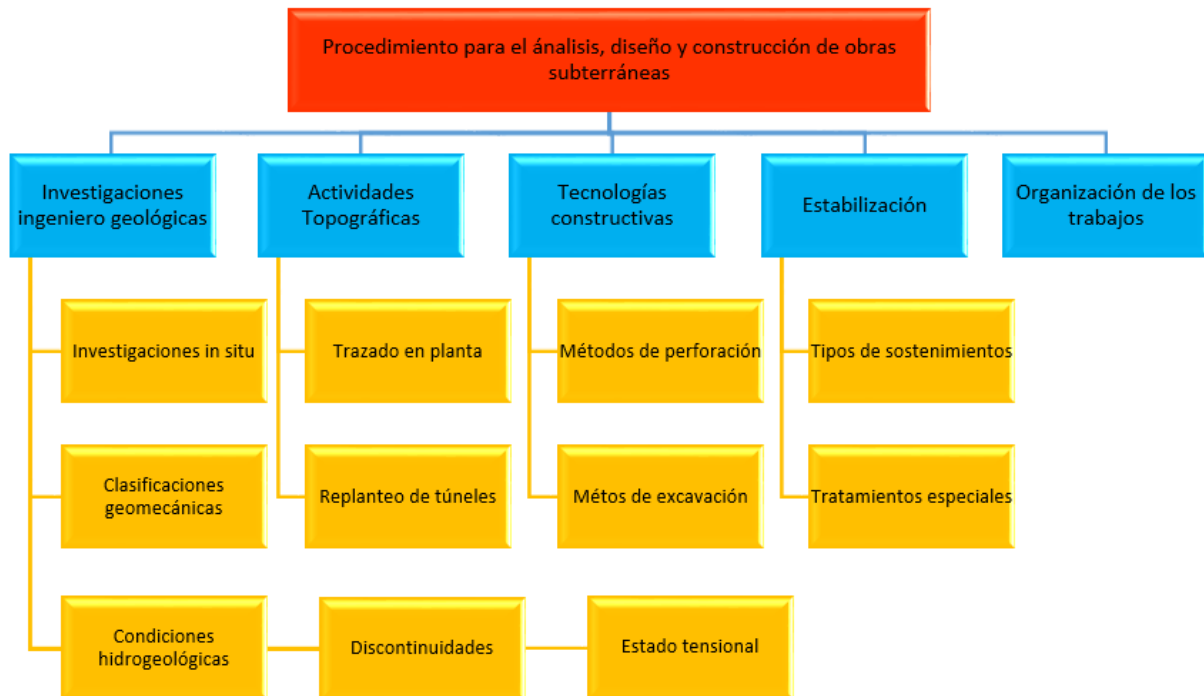 Procedimiento para el ánalisis, diseño y construcción de obras
subterráneas
Investigaciones
ingeniero geológicas
Actividades
Topográficas
Tecnologías
constructivas
Estabilización
Organización de los
trabajos
Investigaciones in situ
Trazado en planta
Métodos de perforación
Tipos de sostenimientos
Clasificaciones
geomecánicas
Replanteo de túneles
Métos de excavación
Tratamientos especiales
Condiciones
hidrogeológicas
Discontinuidades
Estado tensional